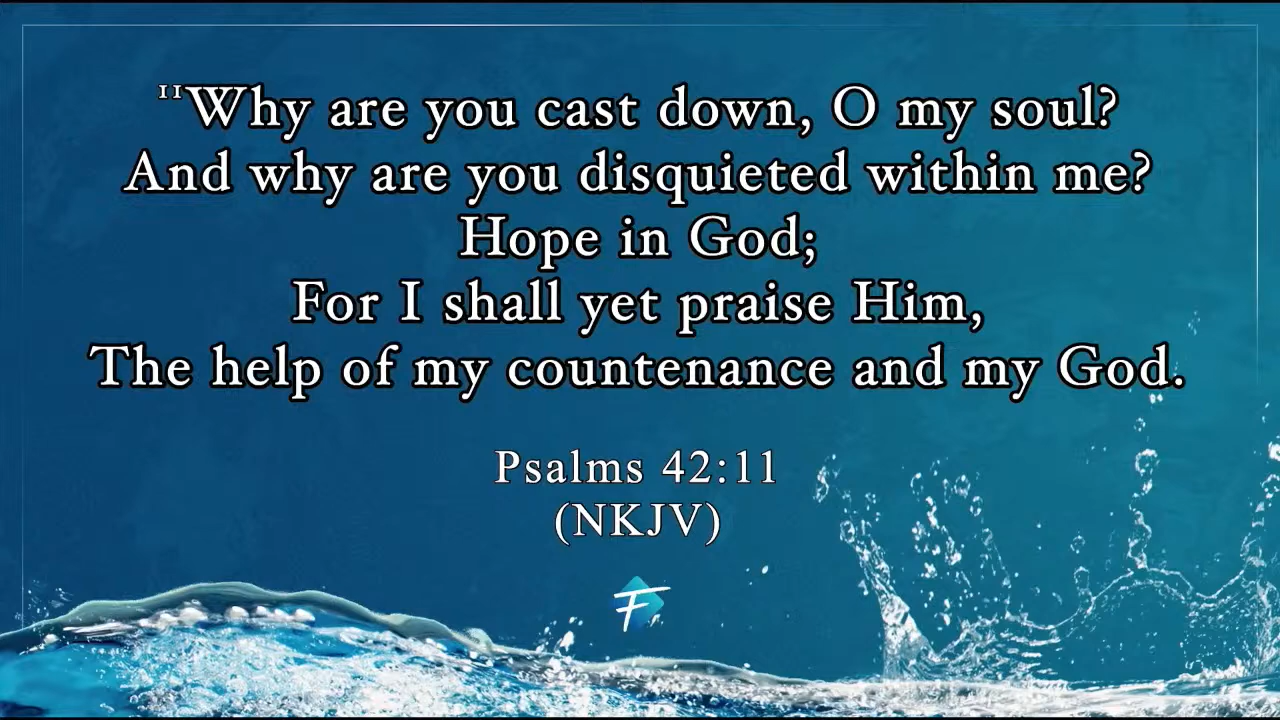 "Why are you cast down, O my soul?
And why are you disquieted within me?
Hope in God;
For I shall yet praise Him,
The help of my countenance and my God.
Psalms 42:11
(NKJV)
F